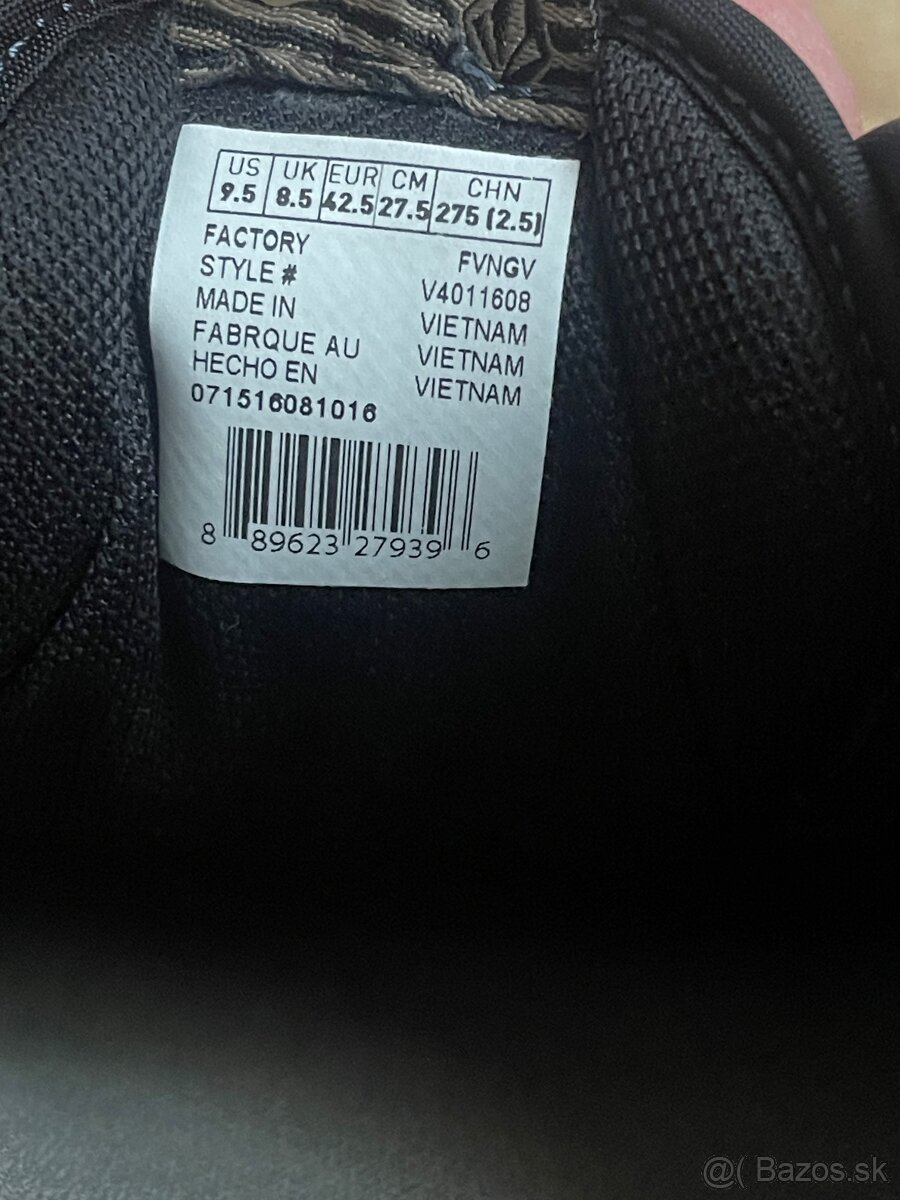 US UK EUR CM CHN
9.5 8.5 42.5 27.5 275 (2.5)
FACTORY FVNGV
STYLE # V4011608
MADE IN VIETNAM
FABRQUE AU VIETNAM
HECHO EN VIETNAM
071516081016
8 89623 27939 6
@( Bazos.sk